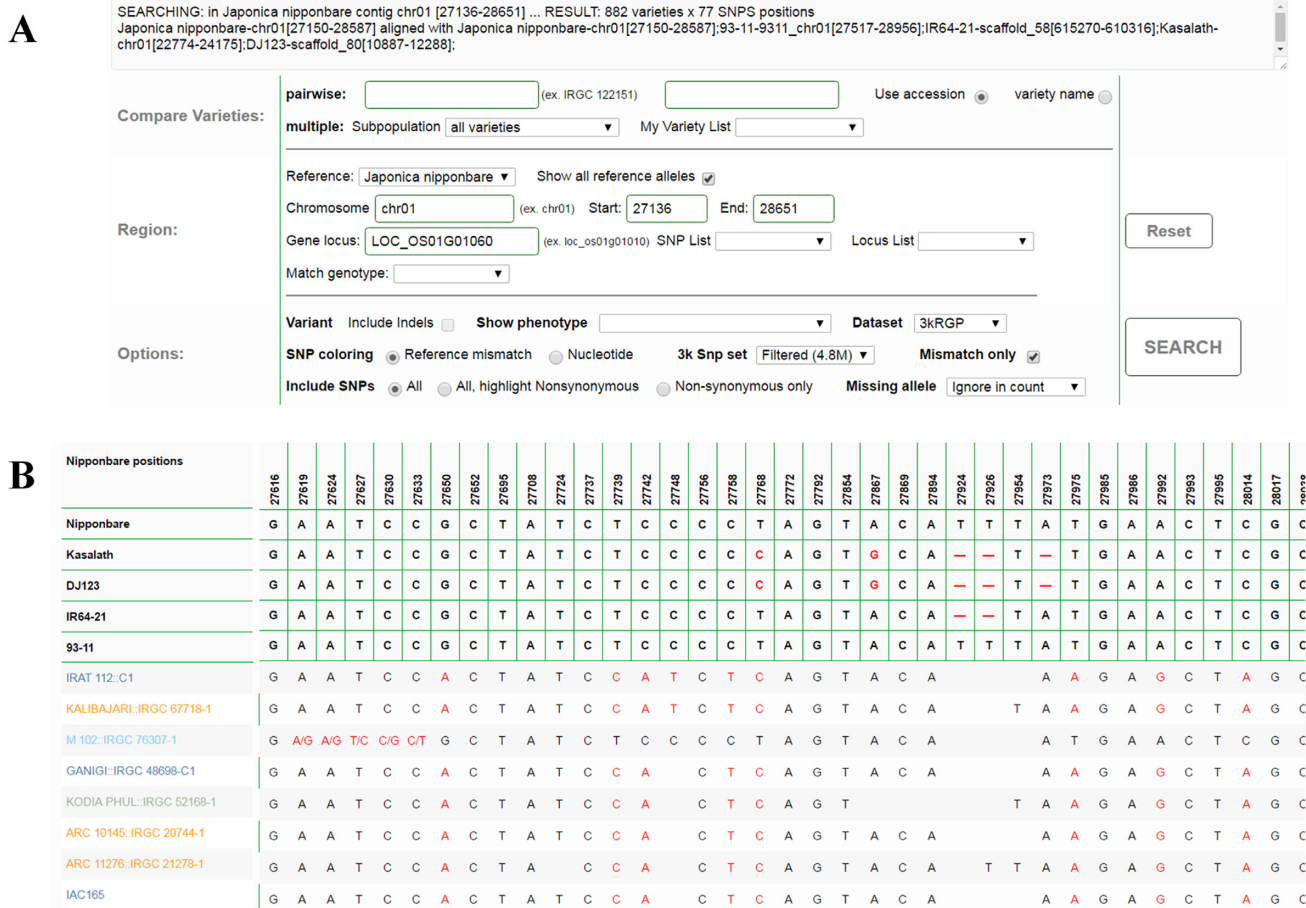 A
SEARCHING: in Japonica nipponbare contig chr01 [27136-28651] ... RESULT: 882 varieties x 77 SNPS positions
Japonica nipponbare-chr01[27150-28587] aligned with Japonica nipponbare-chr01[27150-28587];93-11-9311_chr01[27517-28956];IR64-21-scaffold_58[615270-610316];Kasalath-
chr01[22774-24175];DJ123-scaffold_80[10887-12288];
Compare Varieties:
pairwise: (ex. IRGC 122151) Use accession variety name
multiple: Subpopulation all varieties My Variety List
Region:
Reference: Japonica nipponbare Show all reference alleles
Chromosome chr01 (ex. chr01) Start: 27136 End: 28651
Gene locus: LOC_OS01G01060 (ex. loc_os01g01010) SNP List Locus List
Match genotype:
Reset
Options:
Variant Include Indels Show phenotype Dataset 3kRGP
SNP coloring Reference mismatch Nucleotide 3k Snp set Filtered (4.8M) Mismatch only
Include SNPs All All, highlight Nonsynonymous Non-synonymous only Missing allele Ignore in count
SEARCH
B
Nipponbare positions 27616 27619 27624 27627 27630 27633 27650 27652 27695 27708 27724 27737 27739 27742 27748 27756 27758 27768 27772 27792 27854 27867 27869 27894 27924 27926 27954 27973 27975 27985 27986 27992 27993 27995 28014 28017
Nipponbare G A A T C C G C T A T C T C C C C T A G T A C A T T T A T G A A C T C G C
Kasalath G A A T C C G C T A T C T C C C C C A G T G C A — — T — T G A A C T C G C
DJ123 G A A T C C G C T A T C T C C C C C A G T G C A — — T — T G A A C T C G C
IR64-21 G A A T C C G C T A T C T C C C C T A G T A C A — — T A T G A A C T C G C
93-11 G A A T C C G C T A T C T C C C C T A G T A C A T T T A T G A A C T C G C
IRAT 112::C1 G A A T C C A C T A T C C A T C T C A G T A C A A A G A G C T A G C
KALIBAJARI::IRGC 67718-1 G A A T C C A C T A T C C A T C T C A G T A C A T A A G A G C T A G C
M 102::IRGC 76307-1 G A/G A/G T/C C/G C/T G C T A T C T C C C C T A G T A C A A T G A A C T C G C
GANIGI::IRGC 48698-C1 G A A T C C A C T A T C C A C T C A G T A C A A A G A G C T A G C
KODIA PHUL::IRGC 52168-1 G A A T C C A C T A T C C A C T C A G T T A A G A G C T A G C
ARC 10145::IRGC 20744-1 G A A T C C A C T A T C C A C T C A G T A C A A A G A G C T A G C
ARC 11276::IRGC 21278-1 G A A T C C A C T A C C A C T C A G T A C A T T A A G A G C T A G C
IAC165 G A A T C C A C T A T C C A C T C A G T A C A A A G A G C T A G C